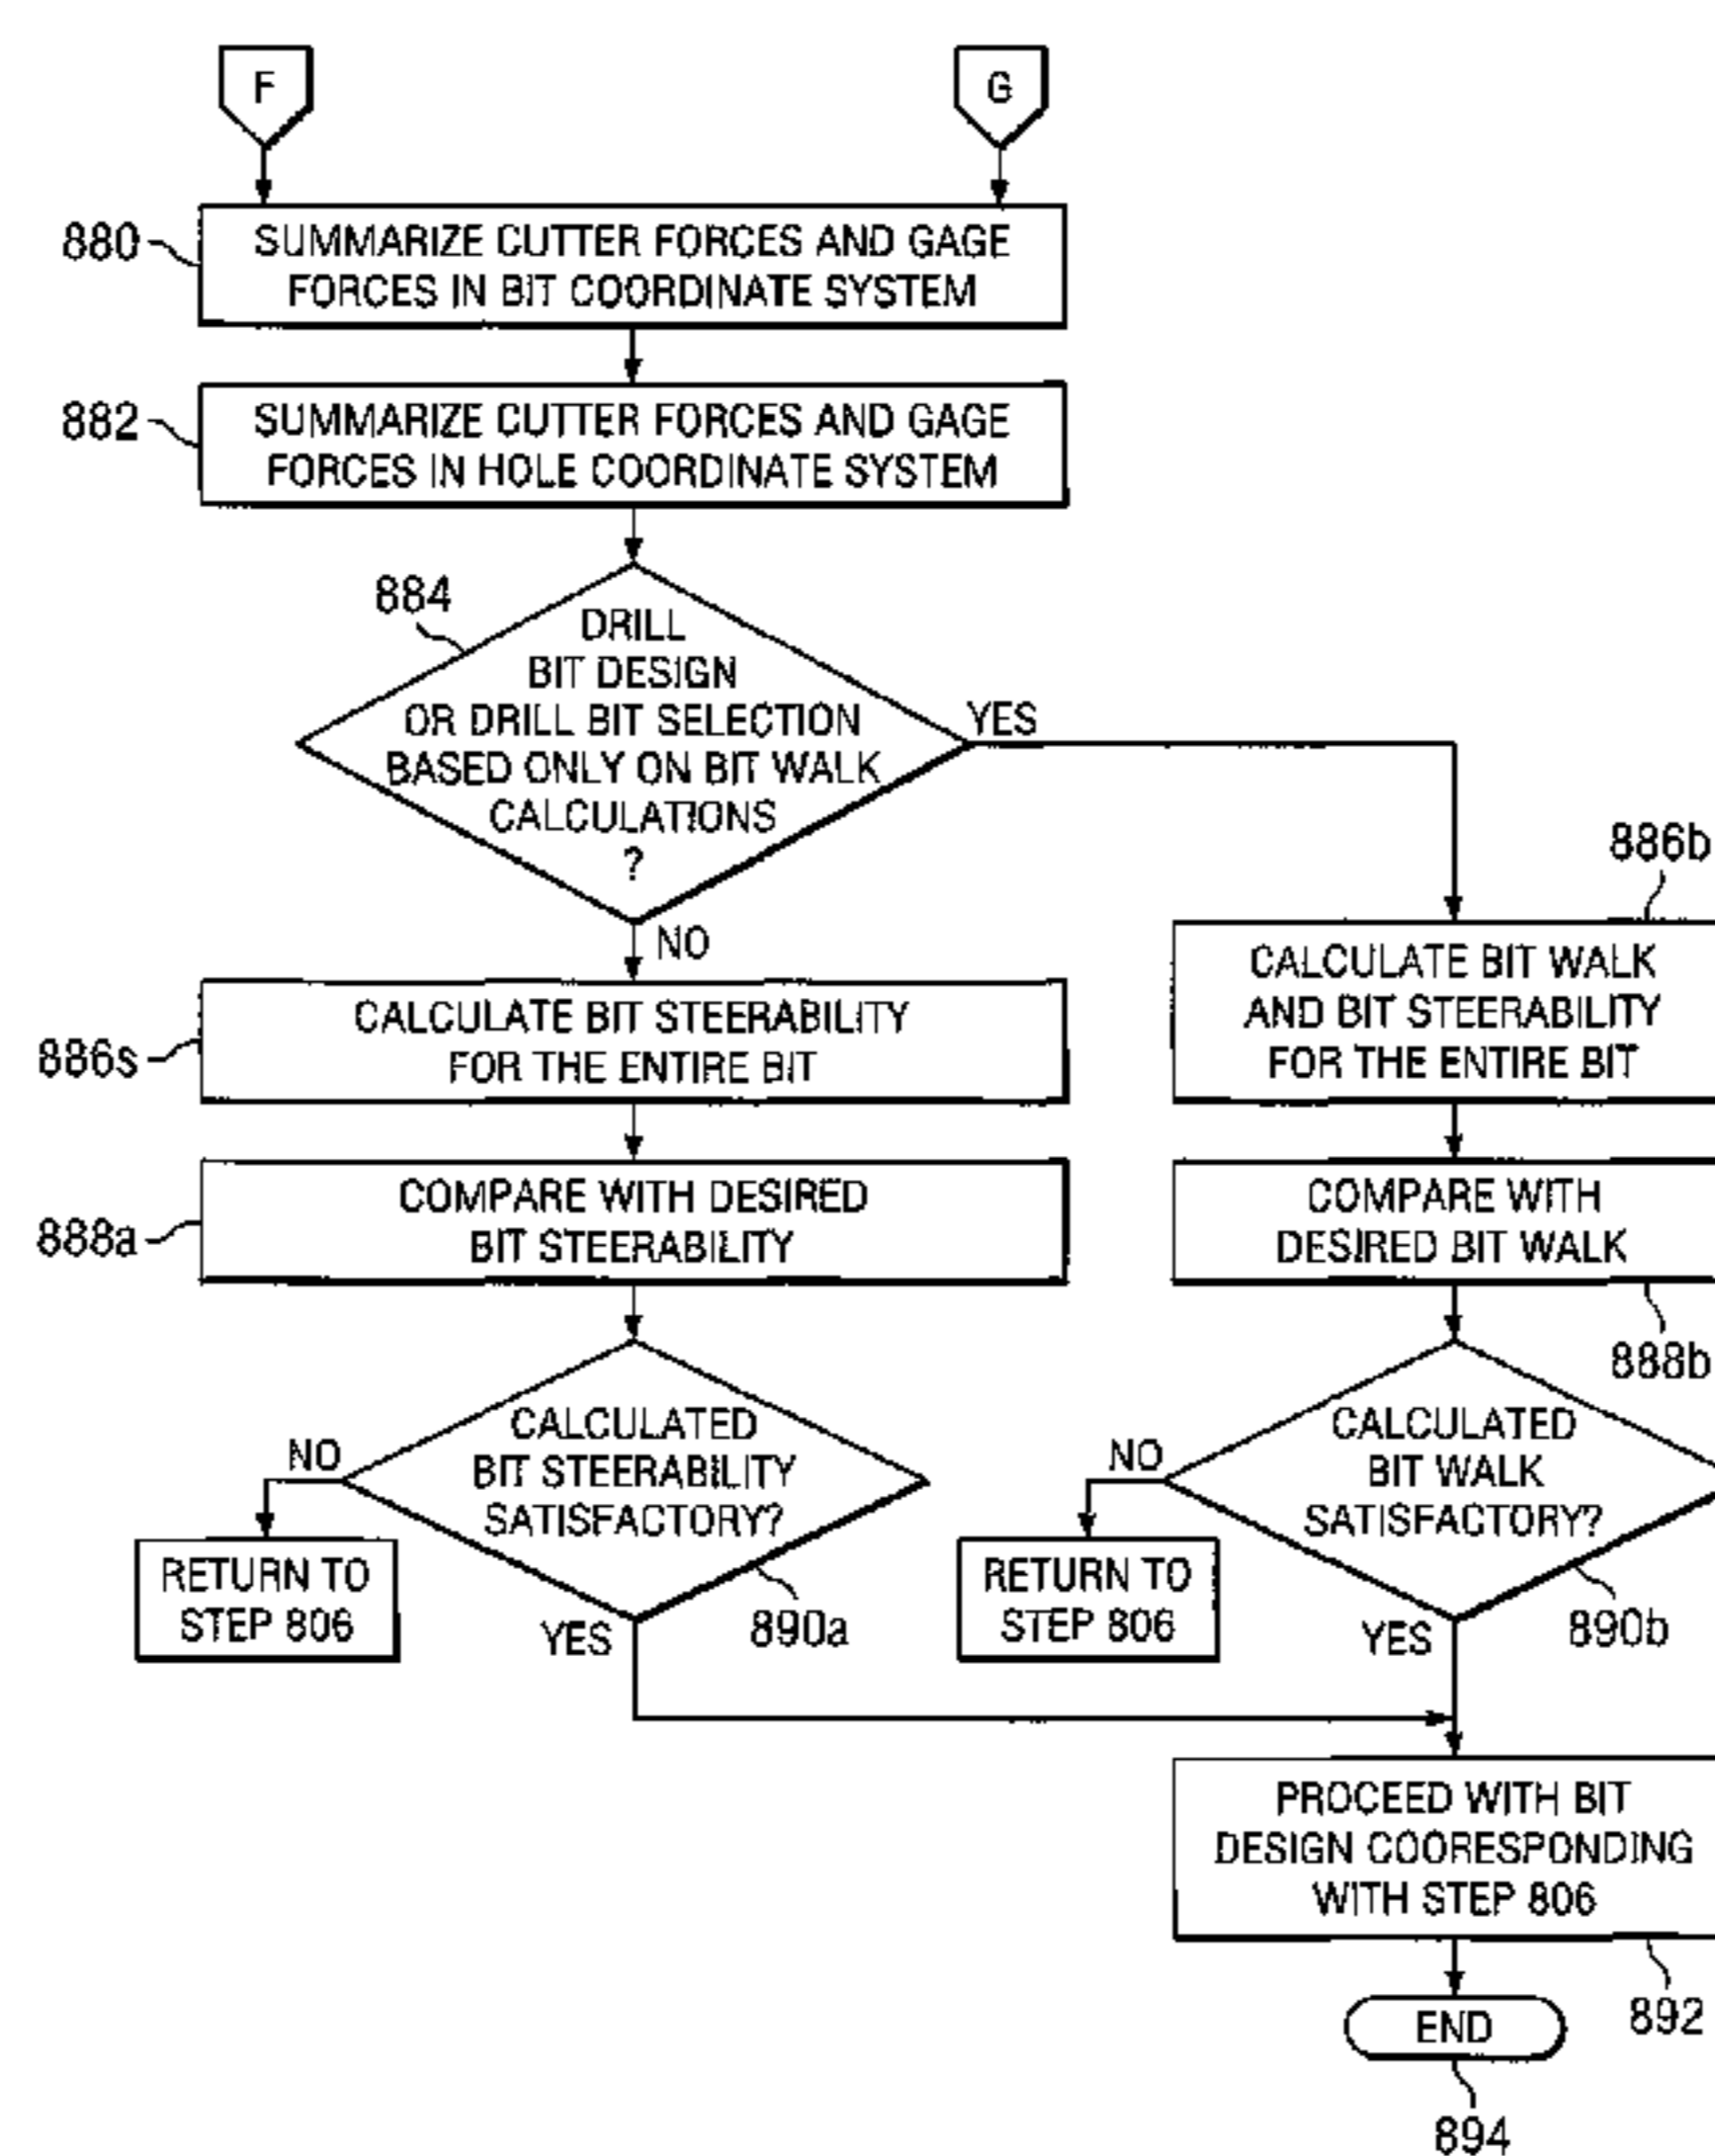 F
G
880
SUMMARIZE CUTTER FORCES AND GAGE
FORCES IN BIT COORDINATE SYSTEM
882
SUMMARIZE CUTTER FORCES AND GAGE
FORCES IN HOLE COORDINATE SYSTEM
884
DRILL
BIT DESIGN
OR DRILL BIT SELECTION
BASED ONLY ON BIT WALK
CALCULATIONS
?
YES
NO
886s
CALCULATE BIT STEERABILITY
FOR THE ENTIRE BIT
886b
CALCULATE BIT WALK
AND BIT STEERABILITY
FOR THE ENTIRE BIT
888a
COMPARE WITH DESIRED
BIT STEERABILITY
COMPARE WITH
DESIRED BIT WALK
888b
CALCULATED
BIT STEERABILITY
SATISFACTORY?
NO
RETURN TO
STEP 806
YES
890a
CALCULATED
BIT WALK
SATISFACTORY?
NO
RETURN TO
STEP 806
YES
890b
PROCEED WITH BIT
DESIGN COORESPONDING
WITH STEP 806
892
END
894